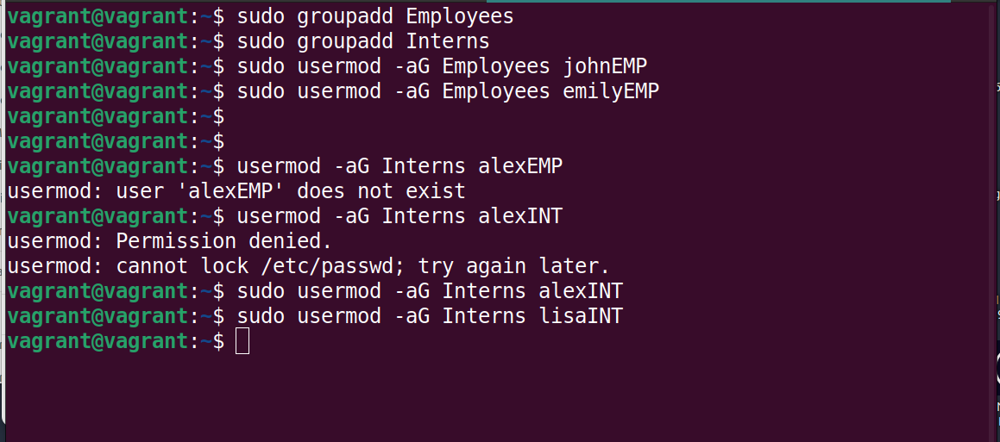 vagrant@vagrant:~$ sudo groupadd Employees
vagrant@vagrant:~$ sudo groupadd Interns
vagrant@vagrant:~$ sudo usermod -aG Employees johnEMP
vagrant@vagrant:~$ sudo usermod -aG Employees emilyEMP
vagrant@vagrant:~$
vagrant@vagrant:~$
vagrant@vagrant:~$ usermod -aG Interns alexEMP
usermod: user 'alexEMP' does not exist
vagrant@vagrant:~$ usermod -aG Interns alexINT
usermod: Permission denied.
usermod: cannot lock /etc/passwd; try again later.
vagrant@vagrant:~$ sudo usermod -aG Interns alexINT
vagrant@vagrant:~$ sudo usermod -aG Interns lisaINT
vagrant@vagrant:~$